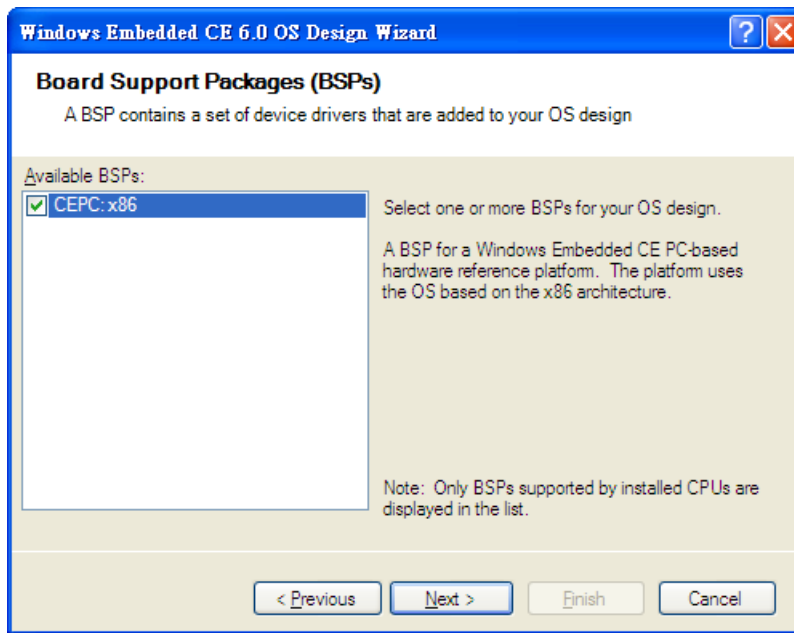 Windows Embedded CE 6.0 OS Design Wizard
Board Support Packages (BSPs)
A BSP contains a set of device drivers that are added to your OS design
Available BSPs:
CEPC: x86
Select one or more BSPs for your OS design.
A BSP for a Windows Embedded CE PC-based
hardware reference platform. The platform uses
the OS based on the x86 architecture.
Note: Only BSPs supported by installed CPUs are
displayed in the list.
< Previous
Next >
Finish
Cancel